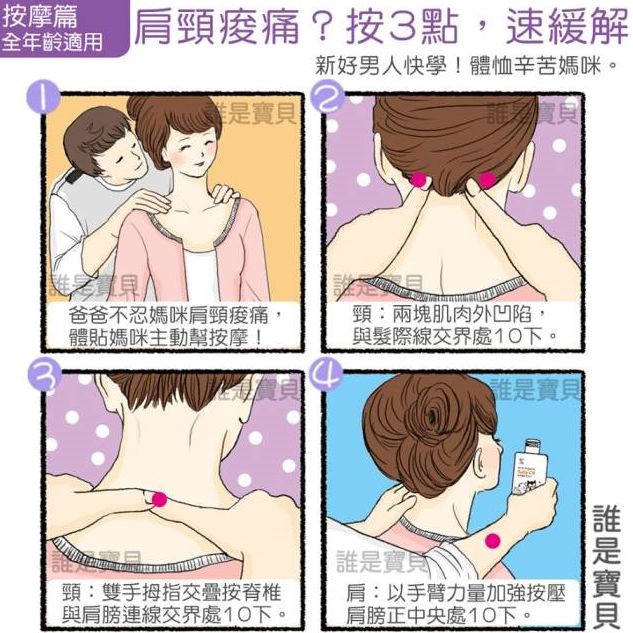 按摩篇
全年齡適用
肩頸痠痛？按3點，速緩解
新好男人快學！體恤辛苦媽咪。
1
誰是寶貝
誰是寶貝
爸爸不忍媽咪肩頸痠痛，
體貼媽咪主動幫按摩！
2
誰是寶貝
誰是寶貝
頸：兩塊肌肉外凹陷，
與髮際線交界處10下。
3
誰是寶貝
誰是寶貝
頸：雙手拇指交疊按脊椎
與肩膀連線交界處10下。
4
誰是寶貝
誰是寶貝
肩：以手臂力量加強按壓
肩膀正中央處10下。
誰是寶貝